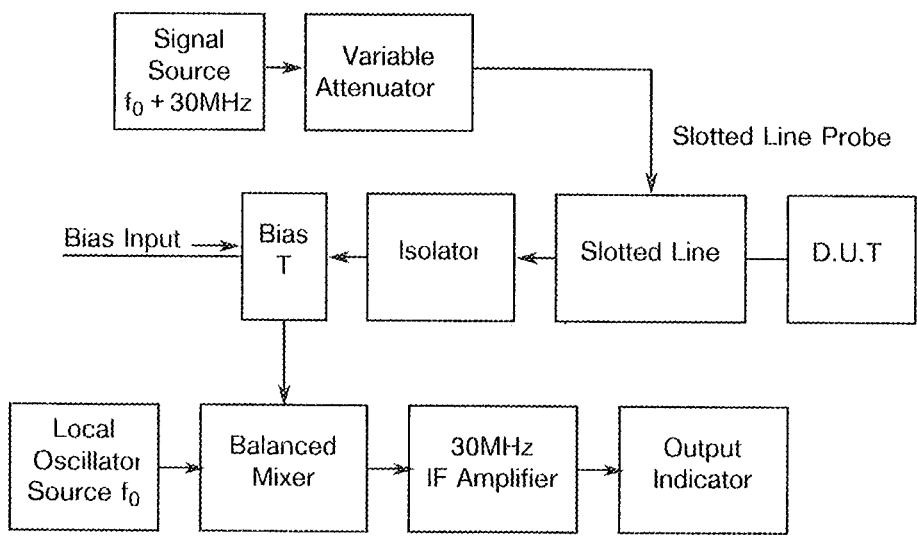 Signal
Source
f₀ + 30MHz
Variable
Attenuator
Slotted Line Probe
Bias Input
Bias
T
Isolator
Slotted Line
D.U.T
Local
Oscillator
Source f₀
Balanced
Mixer
30MHz
IF Amplifier
Output
Indicator